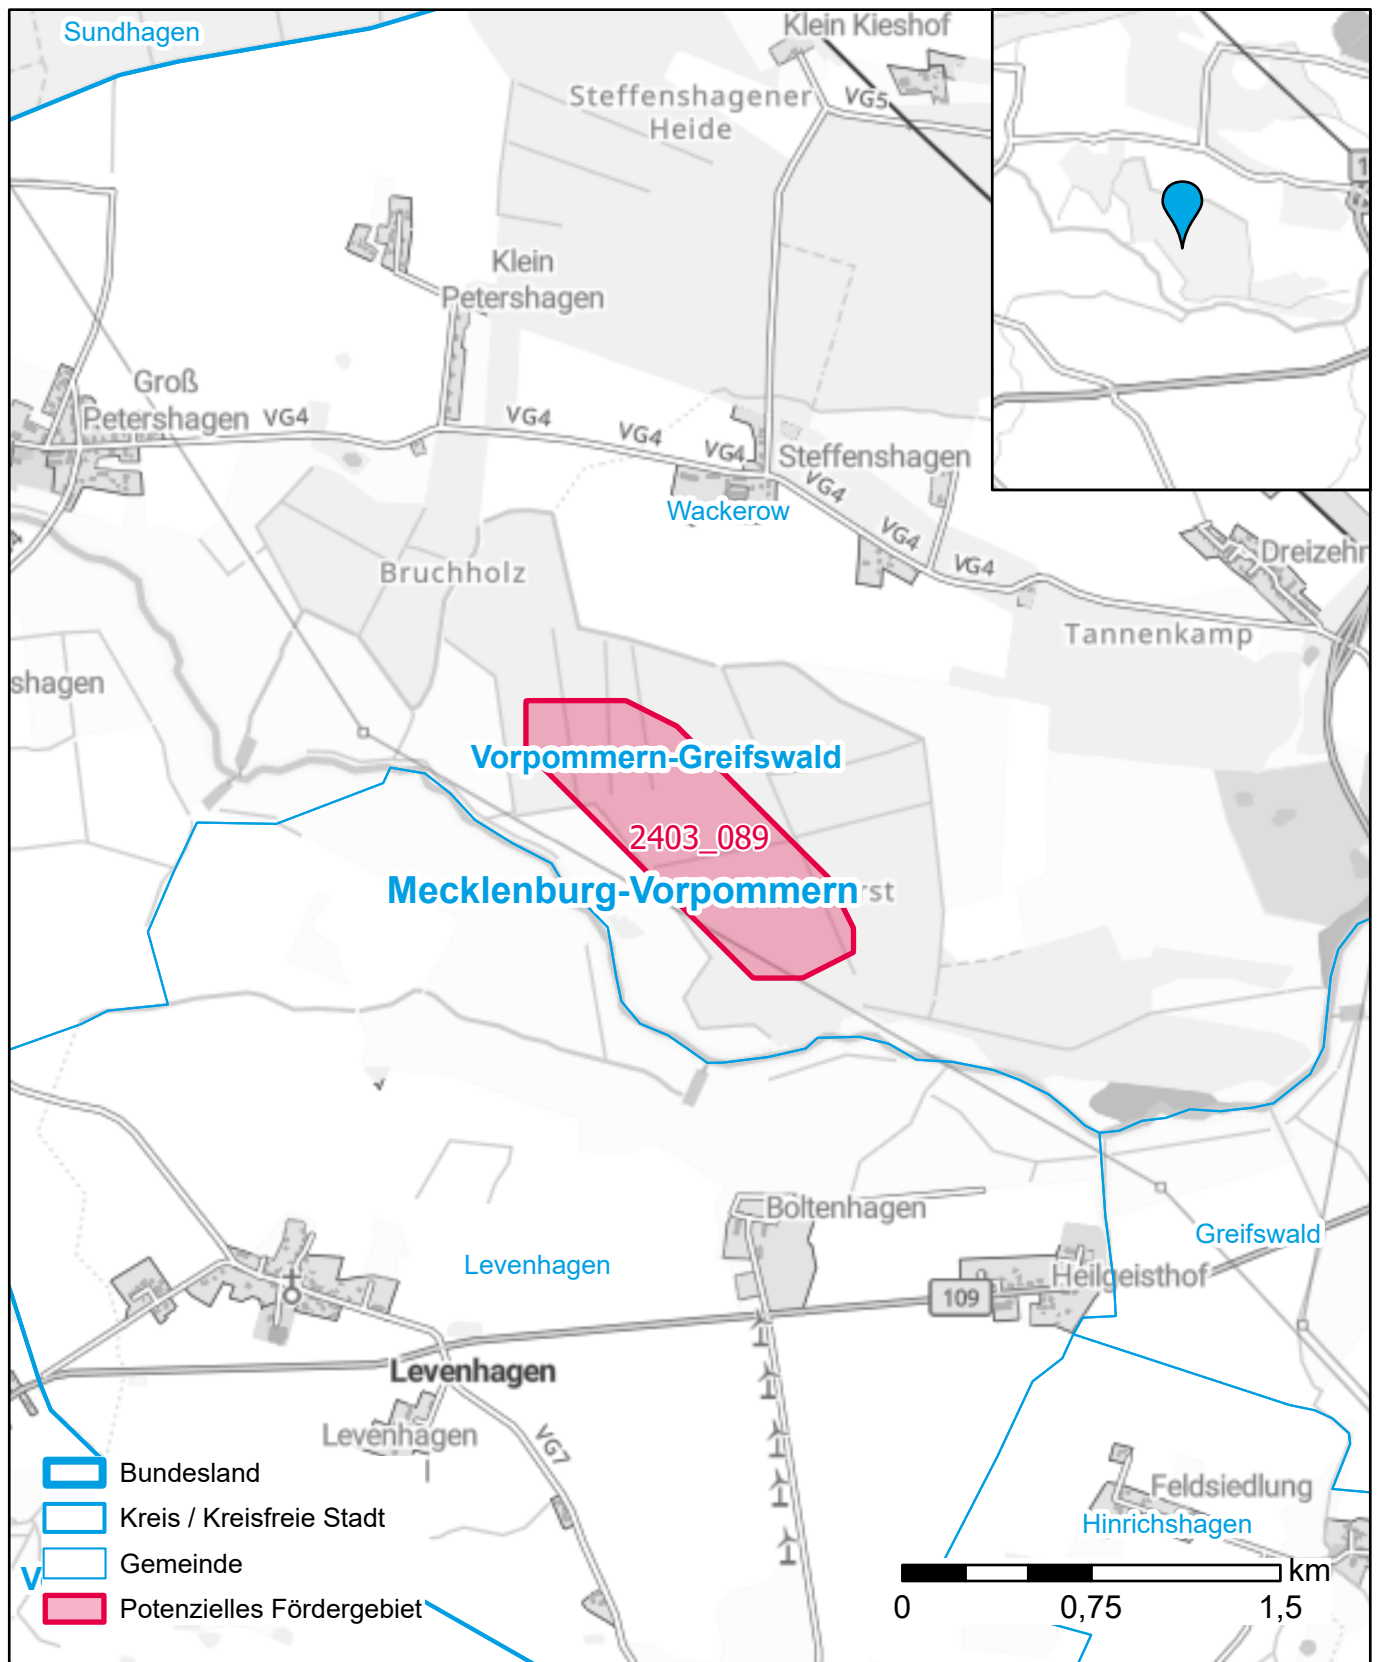 Sundhagen
Klein Kieshof
Steffenshagener
Heide
VG5
1
Klein
Petershagen
Groß
Petershagen
VG4
VG4
VG4
VG4
Steffenshagen
VG4
Wackerow
VG4
VG4
Dreizehn
Bruchholz
Tannenkamp
shagen
Vorpommern-Greifswald
2403_089
Mecklenburg-Vorpommern
rst
Boltenhagen
Greifswald
Levenhagen
Heilgeisthof
109
Levenhagen
Levenhagen
VG7
Feldsiedlung
Hinrichshagen
Bundesland
Kreis / Kreisfreie Stadt
Gemeinde
V
Potenzielles Fördergebiet
km
0 0,75 1,5